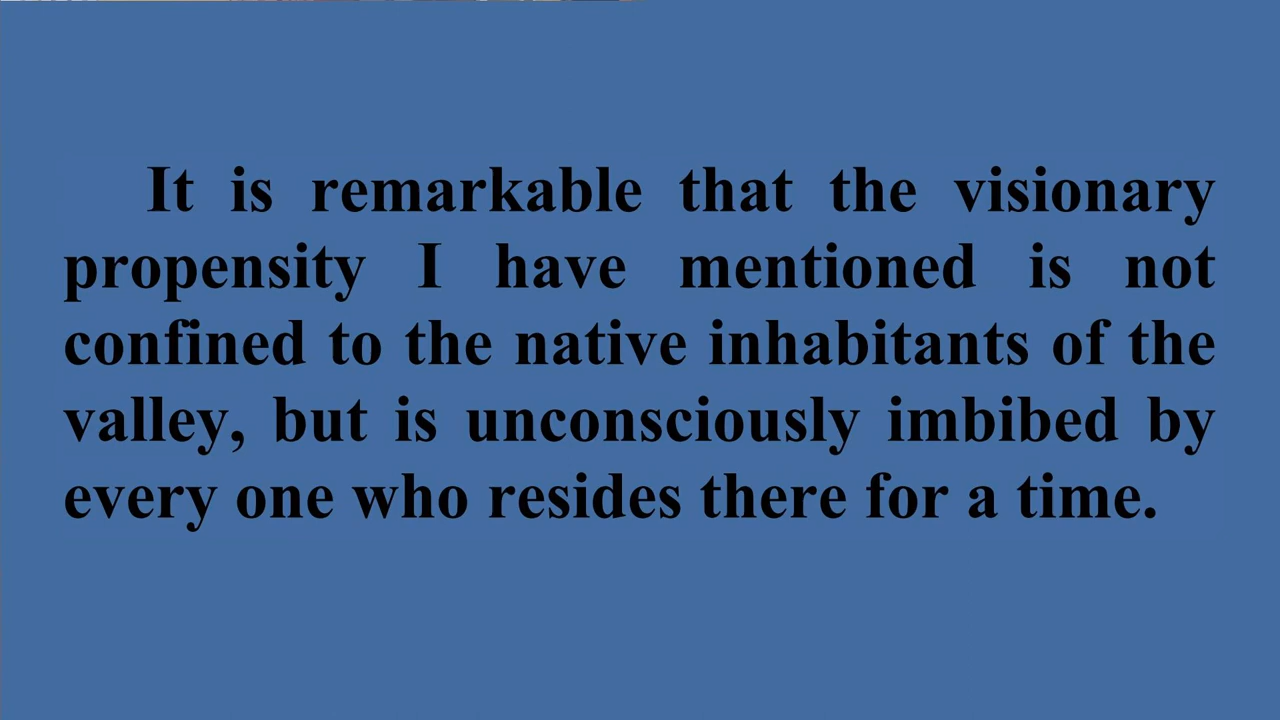 It is remarkable that the visionary
propensity I have mentioned is not
confined to the native inhabitants of the
valley, but is unconsciously imbibed by
every one who resides there for a time.